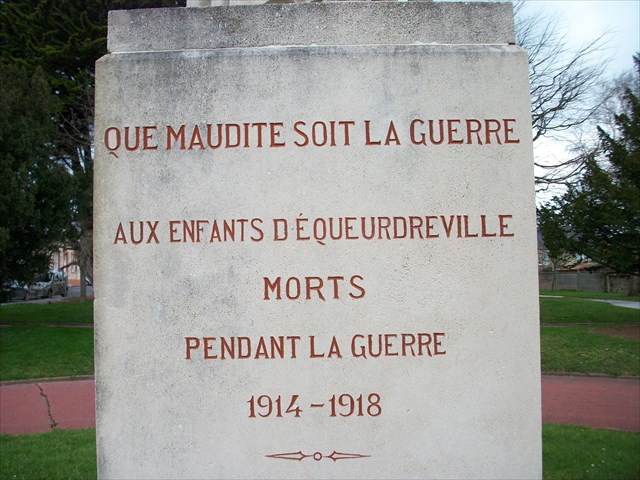 QUE MAUDITE SOIT LA GUERRE
AUX ENFANTS D'ÉQUEURDREVILLE
MORTS
PENDANT LA GUERRE
1914-1918